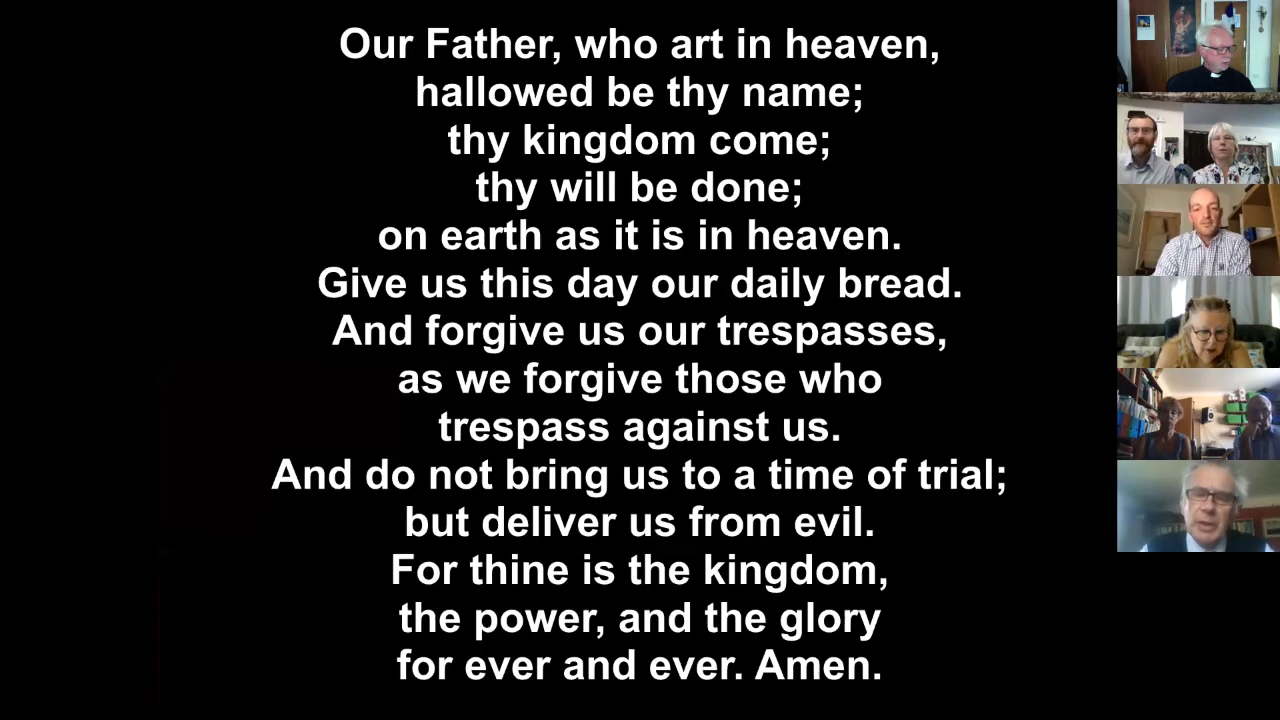 Our Father, who art in heaven,
hallowed be thy name;
thy kingdom come;
thy will be done;
on earth as it is in heaven.
Give us this day our daily bread.
And forgive us our trespasses,
as we forgive those who
trespass against us.
And do not bring us to a time of trial;
but deliver us from evil.
For thine is the kingdom,
the power, and the glory
for ever and ever. Amen.